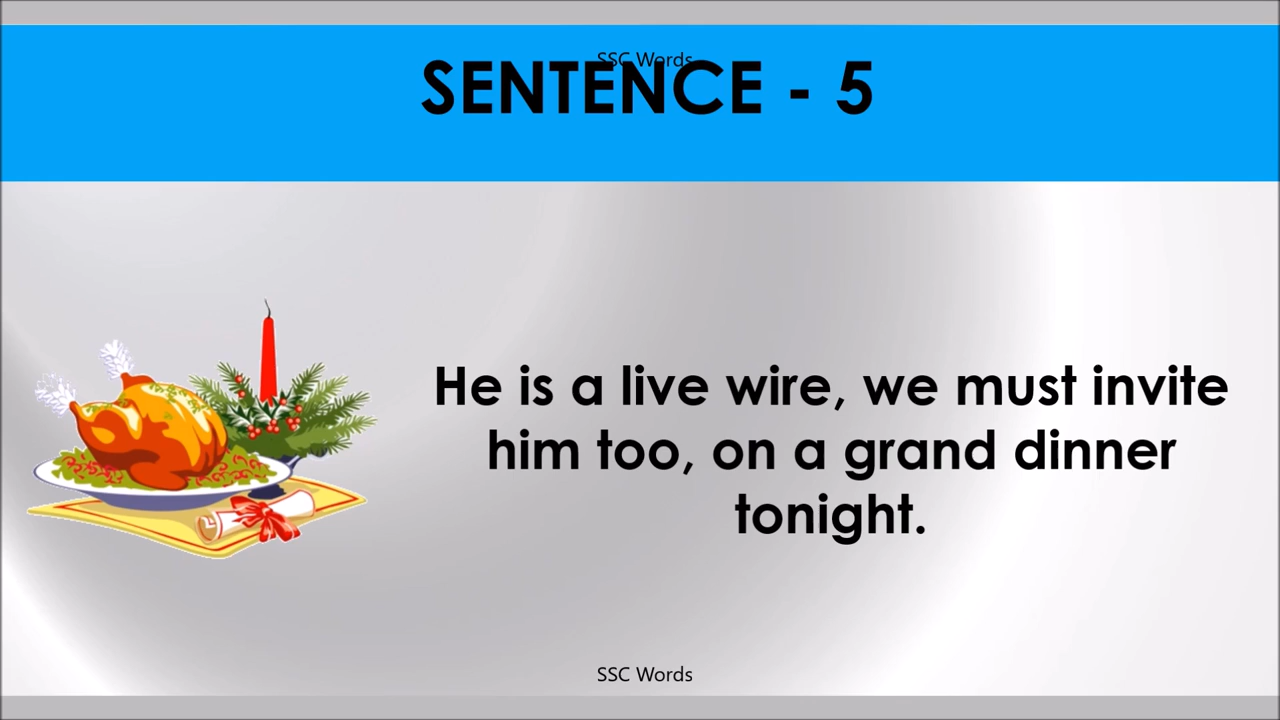 SSC Words
SENTENCE - 5
He is a live wire, we must invite
him too, on a grand dinner
tonight.
SSC Words